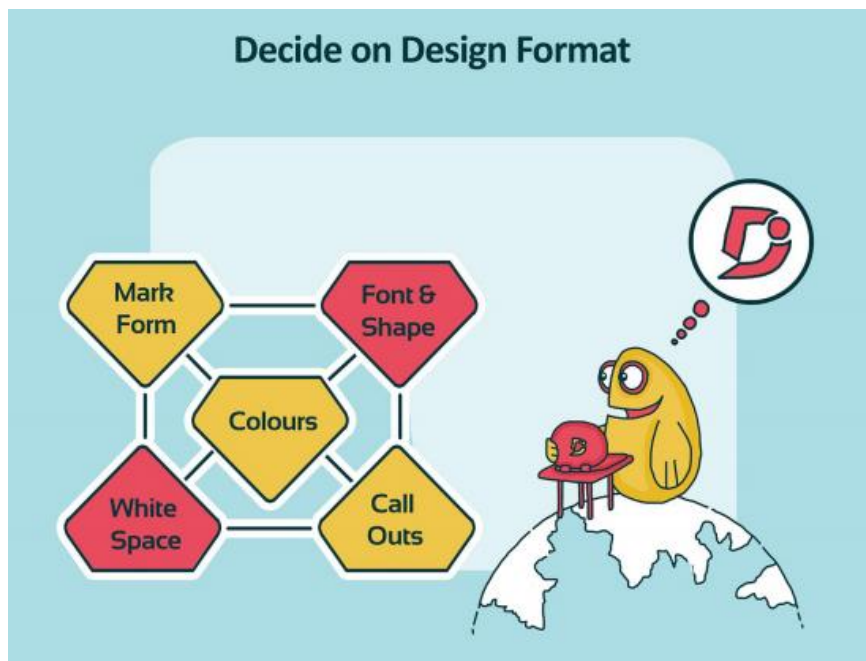 Decide on Design Format
Mark
Form
Font &
Shape
Colours
White
Space
Call
Outs